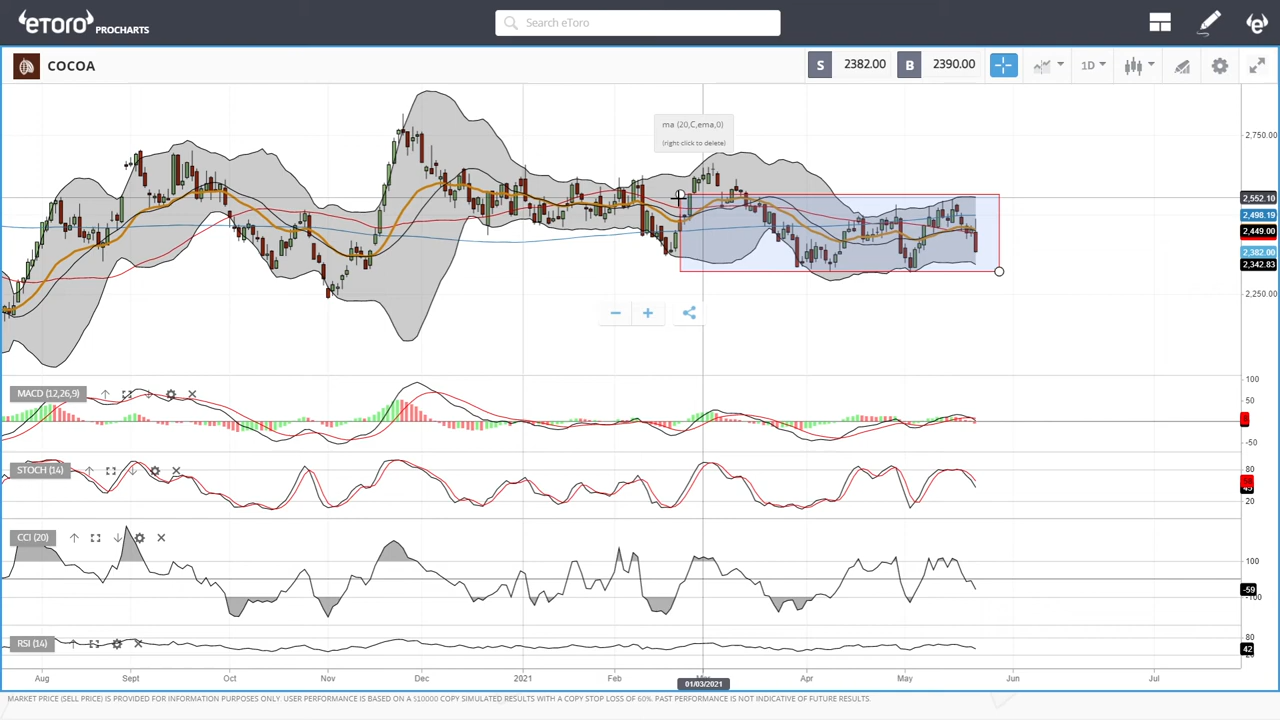 eToro PROCHARTS
Search eToro
COCOA
S 2382.00 B 2390.00
1D
ma (20,C,ema,0)
(right click to delete)
2,750.00
2,552.10
2,498.19
2,449.00
2,382.00
2,342.83
2,250.00
MACD (12,26,9)
100
50
-50
STOCH (14)
80
20
CCI (20)
100
-59
-100
RSI (14)
80
42
Aug Sept Oct Nov Dec 2021 Feb Apr May Jun Jul
01/03/2021
MARKET PRICE (SELL PRICE) IS PROVIDED FOR INFORMATION PURPOSES ONLY. USER PERFORMANCE IS BASED ON A $10000 COPY SIMULATED RESULTS WITH A COPY STOP LOSS OF 60%. PAST PERFORMANCE IS NOT INDICATIVE OF FUTURE RESULTS.